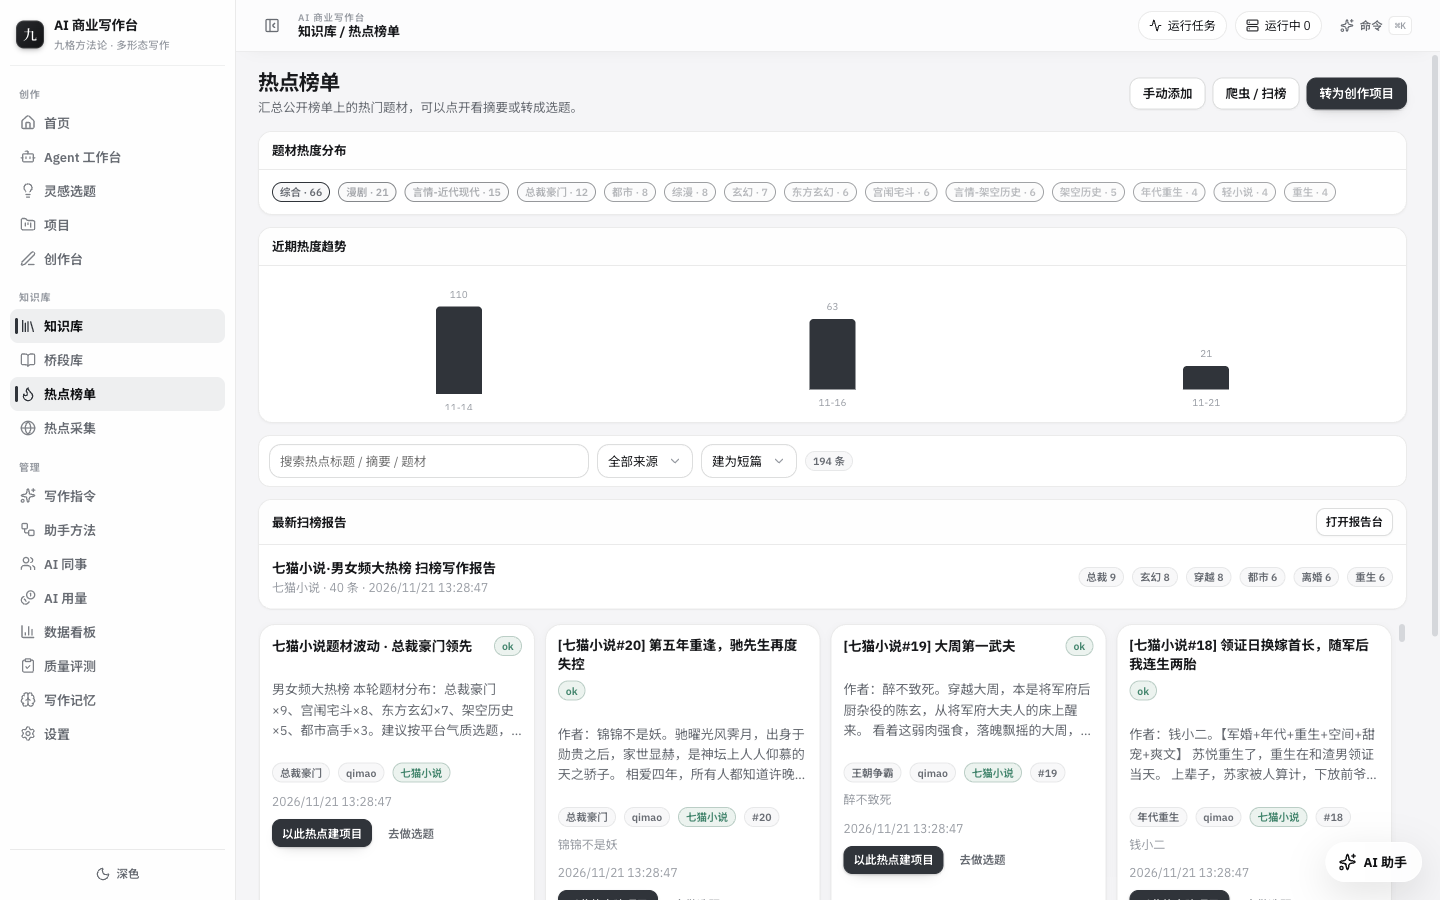 九
AI 商业写作台
九格方法论 · 多形态写作
创作
首页
Agent 工作台
灵感选题
项目
创作台
知识库
知识库
桥段库
热点榜单
热点采集
管理
写作指令
助手方法
AI 同事
AI 用量
数据看板
质量评测
写作记忆
设置
深色
AI 商业写作台
知识库 / 热点榜单
运行任务
运行中 0
命令 ⌘K
热点榜单
汇总公开榜单上的热门题材，可以点开看摘要或转成选题。
手动添加
爬虫 / 扫榜
转为创作项目
题材热度分布
综合 · 66
漫剧 · 21
言情-近代现代 · 15
总裁豪门 · 12
都市 · 8
综漫 · 8
玄幻 · 7
东方玄幻 · 6
宫闱宅斗 · 6
言情-架空历史 · 6
架空历史 · 5
年代重生 · 4
轻小说 · 4
重生 · 4
近期热度趋势
110
63
21
11-14
11-16
11-21
搜索热点标题 / 摘要 / 题材
全部来源
建为短篇
194 条
最新扫榜报告
打开报告台
七猫小说·男女频大热榜 扫榜写作报告
七猫小说 · 40 条 · 2026/11/21 13:28:47
总裁 9
玄幻 8
穿越 8
都市 6
离婚 6
重生 6
七猫小说题材波动 · 总裁豪门领先
ok
男女频大热榜 本轮题材分布：总裁豪门
×9、宫闱宅斗×8、东方玄幻×7、架空历史
×5、都市高手×3。建议按平台气质选题，…
总裁豪门
qimao
七猫小说
2026/11/21 13:28:47
以此热点建项目
去做选题
[七猫小说#20] 第五年重逢，驰先生再度
失控
ok
作者：锦锦不是妖。驰曜光风霁月，出身于
勋贵之后，家世显赫，是神坛上人人仰慕的
天之骄子。 相爱四年，所有人都知道许晚…
总裁豪门
qimao
七猫小说
#20
锦锦不是妖
2026/11/21 13:28:47
[七猫小说#19] 大周第一武夫
ok
作者：醉不致死。穿越大周，本是将军府后
厨杂役的陈玄，从将军府大夫人的床上醒
来。 看着这弱肉强食，落魄飘摇的大周，…
王朝争霸
qimao
七猫小说
#19
醉不致死
2026/11/21 13:28:47
以此热点建项目
去做选题
[七猫小说#18] 领证日换嫁首长，随军后
我连生两胎
ok
作者：钱小二。【军婚+年代+重生+空间+甜
宠+爽文】 苏悦重生了，重生在和渣男领证
当天。 上辈子，苏家被人算计，下放前爷…
年代重生
qimao
七猫小说
#18
钱小二
2026/11/21 13:28:47
AI 助手